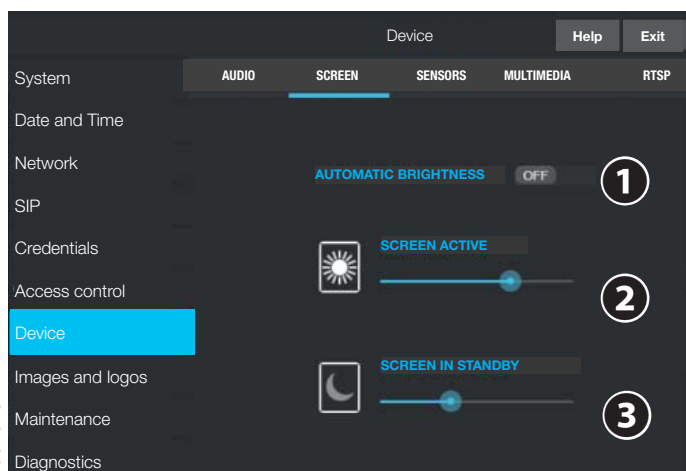 Device
Help
Exit
System
AUDIO
SCREEN
SENSORS
MULTIMEDIA
RTSP
Date and Time
Network
AUTOMATIC BRIGHTNESS
OFF
1
SIP
Credentials
SCREEN ACTIVE
Access control
2
Device
Images and logos
SCREEN IN STANDBY
Maintenance
3
Diagnostics